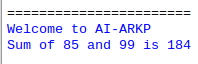 =======================
Welcome to AI-ARKP
Sum of 85 and 99 is 184